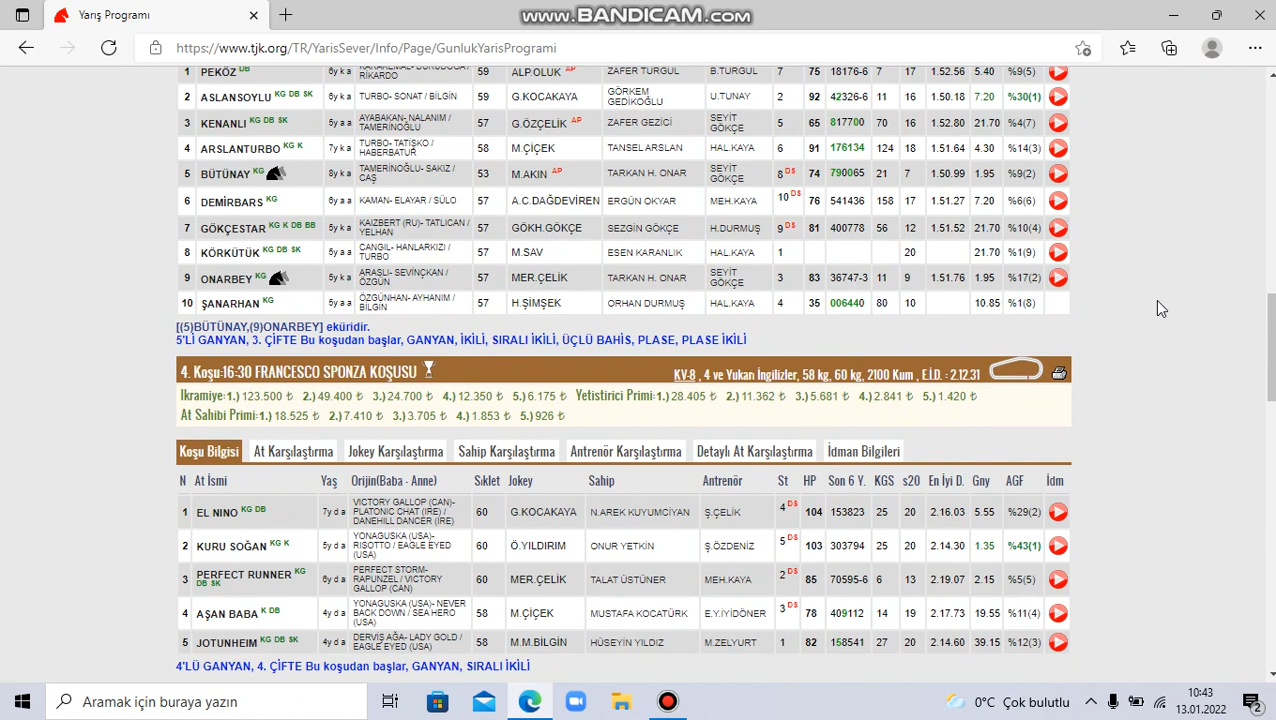 Yarış Programı
www.BANDICAM.com
https://www.tjk.org/TR/YarisSever/Info/Page/GunlukYarisProgrami
1 PEKÖZ DB 6y k a RİKARDO 59 ALP.OLUK AP ZAFER TURGUL B.TURGUL 7 75 18176-6 7 17 1.52.56 5.40 %9(5)
2 ASLANSOYLU KG DB SK 6y k a TURBO- SONAT / BİLGİN 59 G.KOCAKAYA GÖRKEM GEDİKOĞLU U.TUNAY 2 92 42326-6 11 16 1.50.18 7.20 %30(1)
3 KENANLI KG DB SK 6y a a AYABAKAN- NALANIM / TAMERİNOĞLU 57 G.ÖZÇELİK AP ZAFER GEZİCİ SEYİT GÖKÇE 5 65 817700 70 16 1.52.80 21.70 %4(7)
4 ARSLANTURBO KG K 7y k a TURBO- TATİSKO / HABERBATUR 58 M.ÇİÇEK TANSEL ARSLAN HAL.KAYA 6 91 176134 124 18 1.51.64 4.30 %14(3)
5 BÜTÜNAY KG 8y k a TAMERİNOĞLU- SAKIZ / CAŞ 53 M.AKIN AP TARKAN H. ONAR SEYİT GÖKÇE 8 DS 74 790065 21 7 1.50.99 1.95 %9(2)
6 DEMİRBARS KG 6y a a KAMAN- ELAYAR / SÜLO 57 A.C.DAĞDEVİREN ERGÜN OKYAR MEH.KAYA 10 DS 76 541436 158 17 1.51.27 7.20 %6(6)
7 GÖKÇESTAR KG K DB BB 5y k a KAIZBERT (RU)- TATLICAN / YELHAN 57 GÖKH.GÖKÇE SEZGİN GÖKÇE H.DURMUŞ 9 DS 81 400778 56 12 1.51.52 21.70 %10(4)
8 KÖRKÜTÜK KG DB SK 5y k a CANGIL- HANLARKIZI / TURBO 57 M.SAV ESEN KARANLIK HAL.KAYA 1 20 21.70 %1(9)
9 ONARBEY KG 5y k a ARASLI- SEVİNÇKAN / ÖZGÜN 57 MER.ÇELİK TARKAN H. ONAR SEYİT GÖKÇE 3 83 36747-3 11 9 1.51.76 1.95 %17(2)
10 ŞANARHAN KG 5y a a ÖZGÜNHAN- AYHANIM / BİLGİN 57 H.ŞİMŞEK ORHAN DURMUŞ HAL.KAYA 4 35 006440 80 10 10.85 %1(8)
[(5)BÜTÜNAY,(9)ONARBEY] eküridir.
5'Lİ GANYAN, 3. ÇİFTE Bu koşudan başlar, GANYAN, İKİLİ, SIRALI İKİLİ, ÜÇLÜ BAHİS, PLASE, PLASE İKİLİ
4. Koşu:16:30 FRANCESCO SPONZA KOŞUSU KV-8 , 4 ve Yukarı İngilizler, 58 kg, 60 kg, 2100 Kum , E.İ.D. : 2.12.31
Ikramiye:1.) 123.500 ₺ 2.) 49.400 ₺ 3.) 24.700 ₺ 4.) 12.350 ₺ 5.) 6.175 ₺ Yetistirici Primi:1.) 28.405 ₺ 2.) 11.362 ₺ 3.) 5.681 ₺ 4.) 2.841 ₺ 5.) 1.420 ₺
At Sahibi Primi:1.) 18.525 ₺ 2.) 7.410 ₺ 3.) 3.705 ₺ 4.) 1.853 ₺ 5.) 926 ₺
Koşu Bilgisi At Karşılaştırma Jokey Karşılaştırma Sahip Karşılaştırma Antrenör Karşılaştırma Detaylı At Karşılaştırma İdman Bilgileri
N At İsmi Yaş Orijin(Baba - Anne) Sıklet Jokey Sahip Antrenör St HP Son 6 Y. KGS s20 En İyi D. Gny AGF İdm
1 EL NINO KG DB 7y d a VICTORY GALLOP (CAN)- PLATONIC CHAT (IRE) / DANEHILL DANCER (IRE) 60 G.KOCAKAYA N.AREK KUYUMCİYAN Ş.ÇELİK 4 DS 104 153823 25 20 2.16.03 5.55 %29(2)
2 KURU SOĞAN KG K 5y d a YONAGUSKA (USA)- RISOTTO / EAGLE EYED (USA) 60 Ö.YILDIRIM ONUR YETKİN Ş.ÖZDENİZ 5 DS 103 303794 25 20 2.14.30 1.35 %43(1)
3 PERFECT RUNNER KG DB SK 6y d a PERFECT STORM- RAPUNZEL / VICTORY GALLOP (CAN) 60 MER.ÇELİK TALAT ÜSTÜNER MEH.KAYA 2 DS 85 70595-6 6 13 2.19.07 2.15 %5(5)
4 AŞAN BABA K DB 4y d a YONAGUSKA (USA)- NEVER BACK DOWN / SEA HERO (USA) 58 M.ÇİÇEK MUSTAFA KOCATÜRK E.Y.İYİDÖNER 3 DS 78 409112 14 19 2.17.73 19.55 %11(4)
5 JOTUNHEIM KG DB SK 4y d a DERVİŞ AĞA- LADY GOLD / EAGLE EYED (USA) 58 M.M.BİLGİN HÜSEYİN YILDIZ M.ZELYURT 1 82 158541 27 20 2.14.60 39.15 %12(3)
4'LÜ GANYAN, 4. ÇİFTE Bu koşudan başlar, GANYAN, SIRALI İKİLİ
Aramak için buraya yazın
0°C Çok bulutlu
10:43
13.01.2022
2